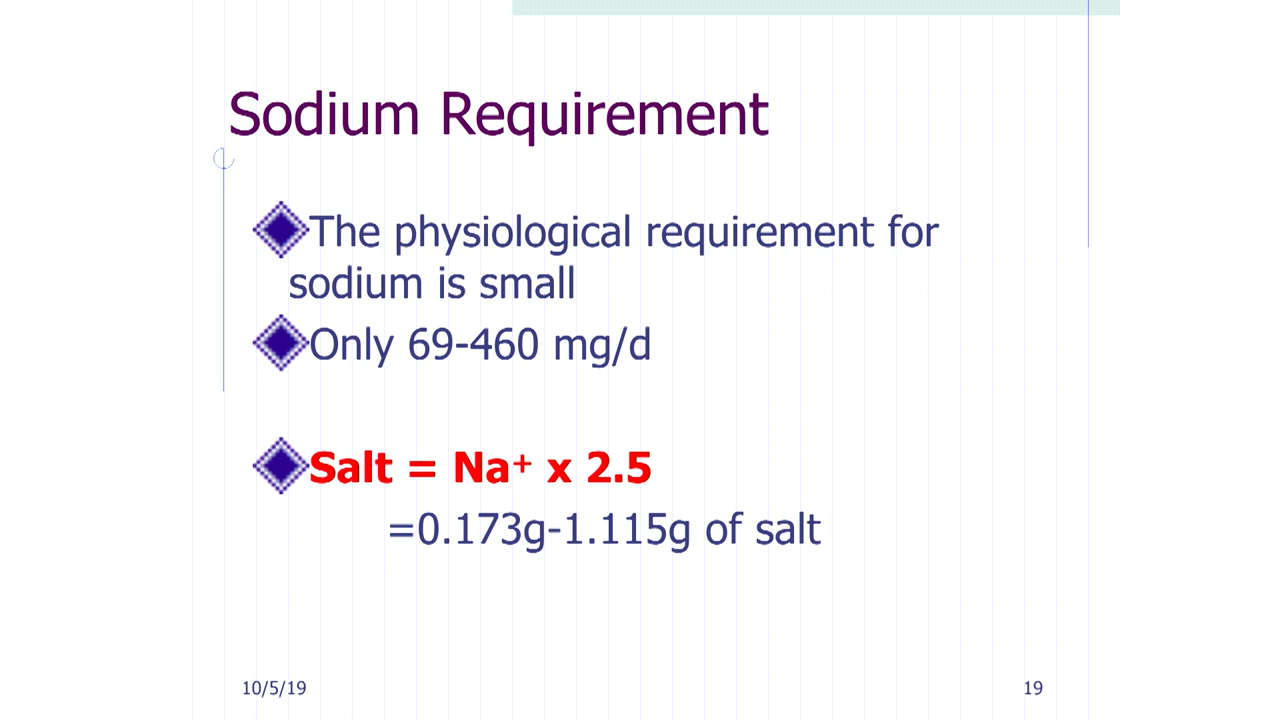 Sodium Requirement
The physiological requirement for
sodium is small
Only 69-460 mg/d
Salt = Na⁺ x 2.5
=0.173g-1.115g of salt
10/5/19
19